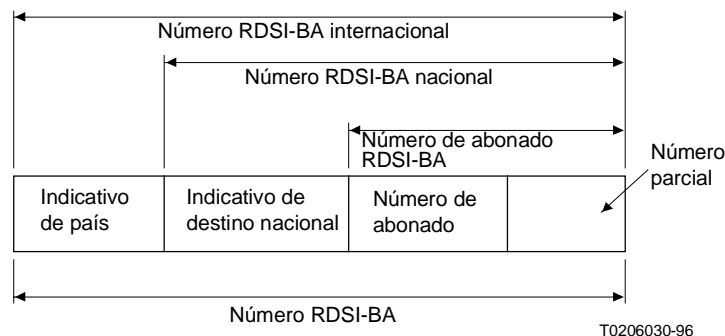 Número RDSI-BA internacional
Número RDSI-BA nacional
Número de abonado
RDSI-BA
Número
parcial
Indicativo
de país
Indicativo de
destino nacional
Número de
abonado
Número RDSI-BA
T0206030-96